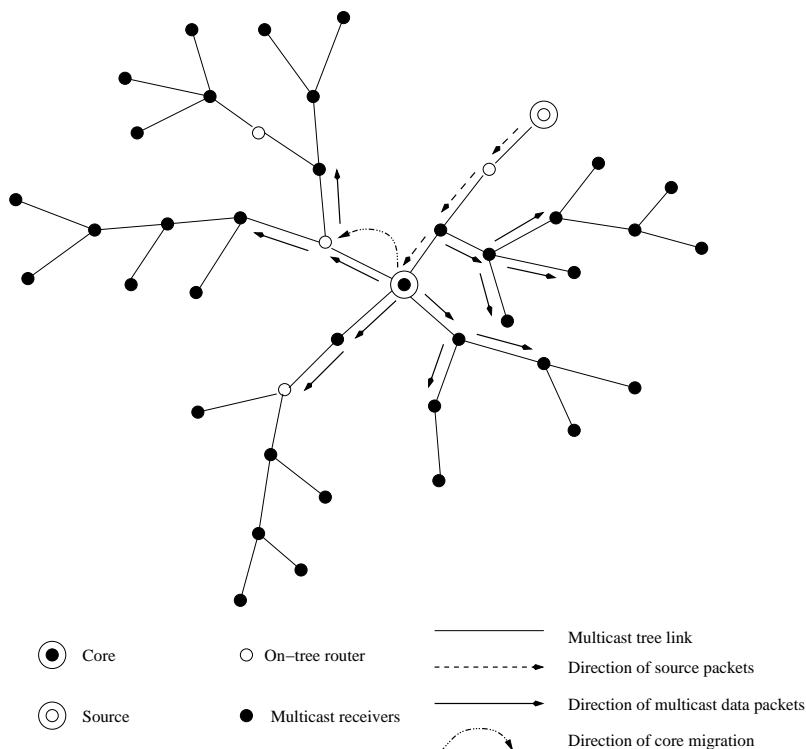 Core
On−tree router
Multicast tree link
Direction of source packets
Source
Multicast receivers
Direction of multicast data packets
Direction of core migration